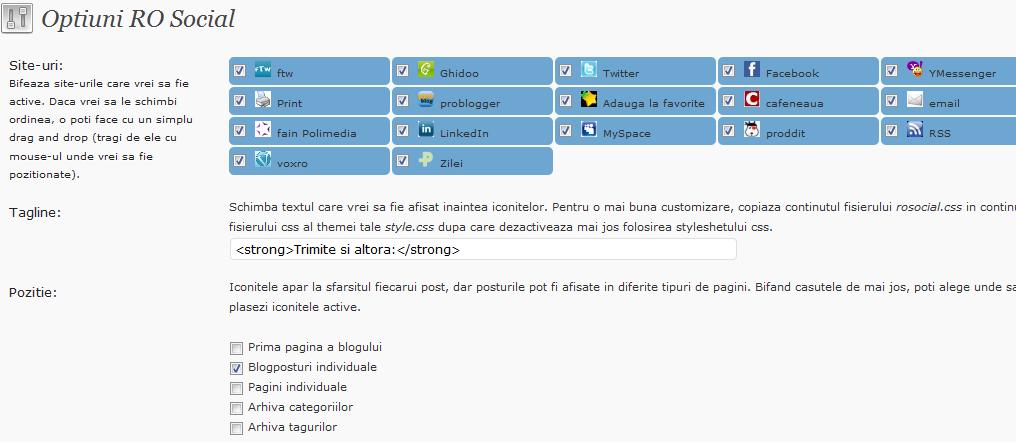 Optiuni RO Social
Site-uri:
Bifeaza site-urile care vrei sa fie
active. Daca vrei sa le schimbi
ordinea, o poti face cu un simplu
drag and drop (tragi de ele cu
mouse-ul unde vrei sa fie
pozitionate).
ftw Ghidoo Twitter Facebook YMessenger
Print problogger Adauga la favorite cafeneaua email
fain Polimedia LinkedIn MySpace proddit RSS
voxro Zilei
Tagline:
Schimba textul care vrei sa fie afisat inaintea iconitelor. Pentru o mai buna customizare, copiaza continutul fisierului rosocial.css in continu
fisierului css al themei tale style.css dupa care dezactiveaza mai jos folosirea styleshetului css.
<strong>Trimite si altora:</strong>
Pozitie:
Iconitele apar la sfarsitul fiecarui post, dar posturile pot fi afisate in diferite tipuri de pagini. Bifand casutele de mai jos, poti alege unde sa
plasezi iconitele active.
Prima pagina a blogului
Blogposturi individuale
Pagini individuale
Arhiva categoriilor
Arhiva tagurilor